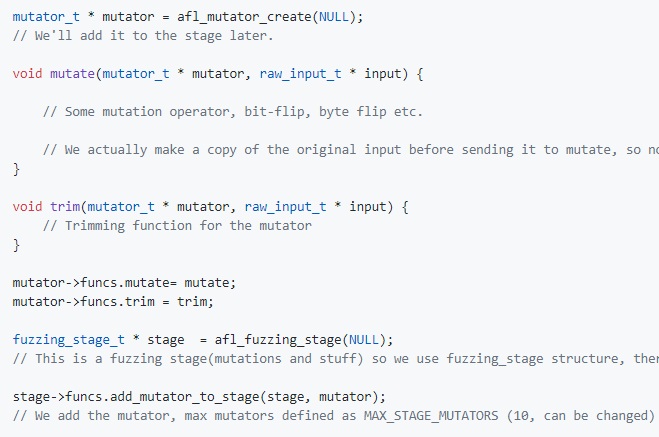 mutator_t * mutator = afl_mutator_create(NULL);
// We'll add it to the stage later.
void mutate(mutator_t * mutator, raw_input_t * input) {
// Some mutation operator, bit-flip, byte flip etc.
// We actually make a copy of the original input before sending it to mutate, so
}
void trim(mutator_t * mutator, raw_input_t * input) {
// Trimming function for the mutator
}
mutator->funcs.mutate= mutate;
mutator->funcs.trim = trim;
fuzzing_stage_t * stage  = afl_fuzzing_stage(NULL);
// This is a fuzzing stage(mutations and stuff) so we use fuzzing_stage structure,
stage->funcs.add_mutator_to_stage(stage, mutator);
// We add the mutator, max mutators defined as MAX_STAGE_MUTATORS (10, can be changed)